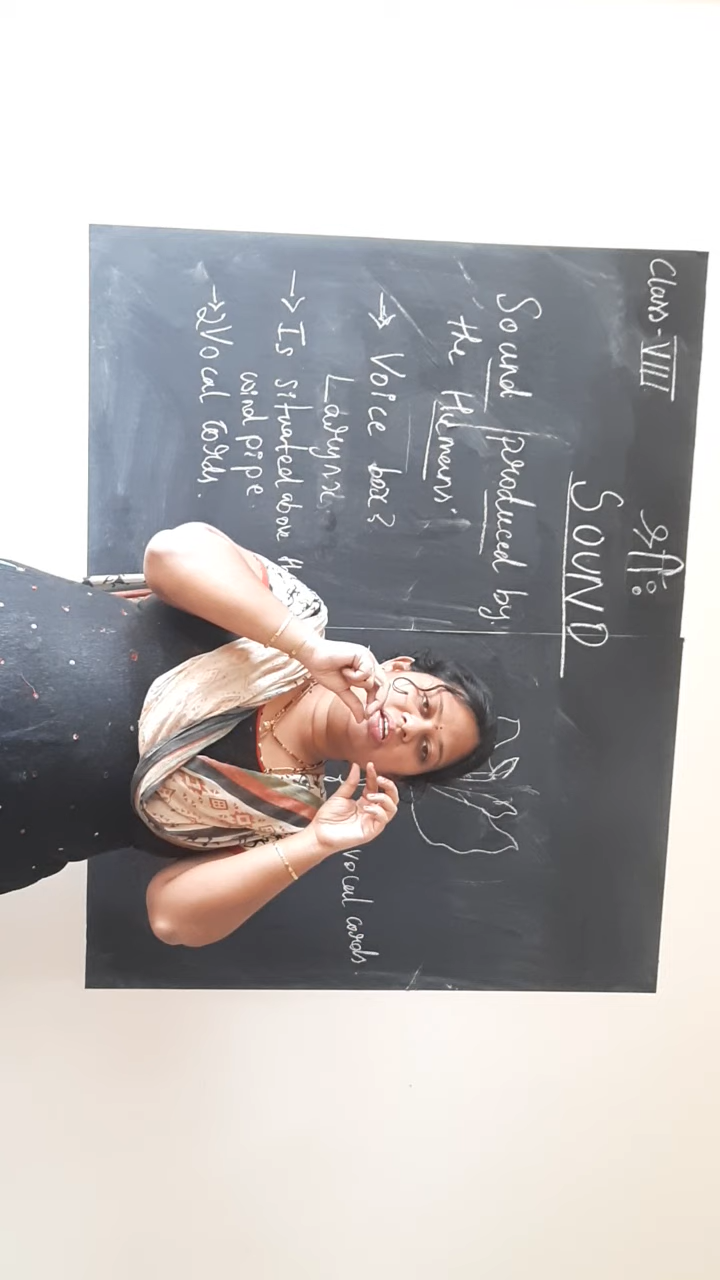 Class-VIII
श्रीः
SOUND
Sound produced by
the Humans
→ Voice box?
Larynx
→ Is situated above the
wind pipe.
→ 2 Vocal cords.
vocal cords